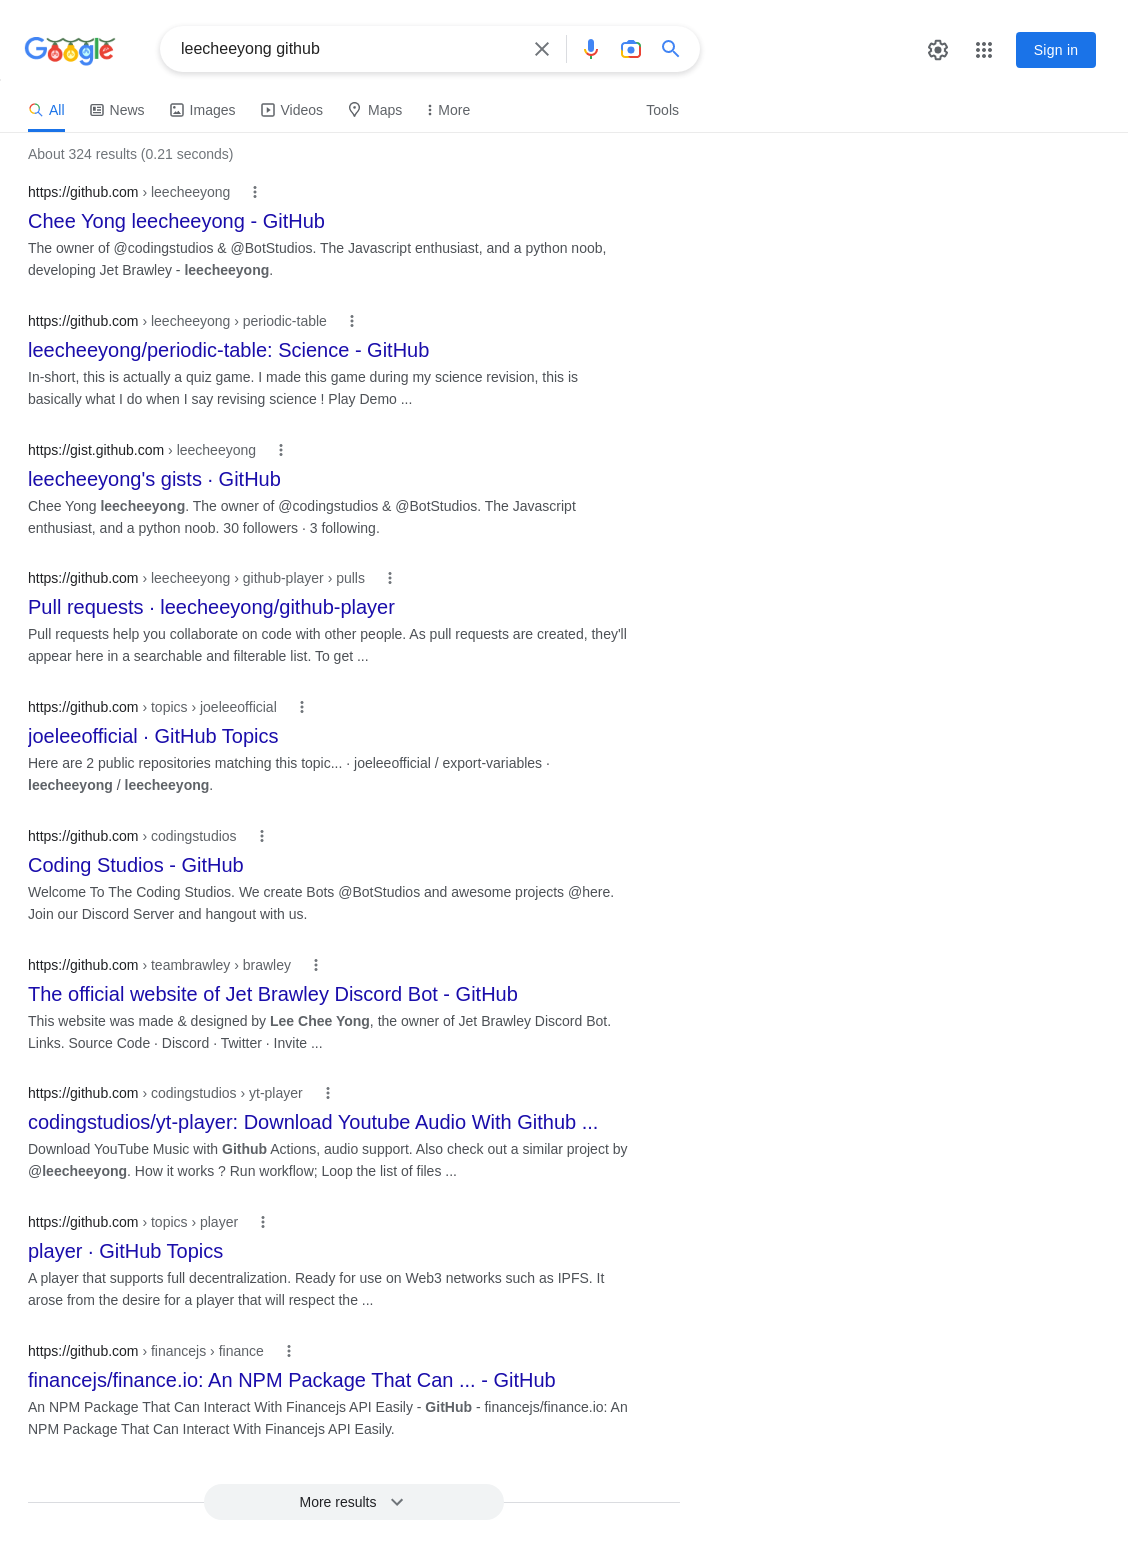 Google
leecheeyong github
Sign in
All News Images Videos Maps More Tools
About 324 results (0.21 seconds)
https://github.com › leecheeyong
Chee Yong leecheeyong - GitHub
The owner of @codingstudios & @BotStudios. The Javascript enthusiast, and a python noob,
developing Jet Brawley - leecheeyong.
https://github.com › leecheeyong › periodic-table
leecheeyong/periodic-table: Science - GitHub
In-short, this is actually a quiz game. I made this game during my science revision, this is
basically what I do when I say revising science ! Play Demo ...
https://gist.github.com › leecheeyong
leecheeyong's gists · GitHub
Chee Yong leecheeyong. The owner of @codingstudios & @BotStudios. The Javascript
enthusiast, and a python noob. 30 followers · 3 following.
https://github.com › leecheeyong › github-player › pulls
Pull requests · leecheeyong/github-player
Pull requests help you collaborate on code with other people. As pull requests are created, they'll
appear here in a searchable and filterable list. To get ...
https://github.com › topics › joeleeofficial
joeleeofficial · GitHub Topics
Here are 2 public repositories matching this topic... · joeleeofficial / export-variables ·
leecheeyong / leecheeyong.
https://github.com › codingstudios
Coding Studios - GitHub
Welcome To The Coding Studios. We create Bots @BotStudios and awesome projects @here.
Join our Discord Server and hangout with us.
https://github.com › teambrawley › brawley
The official website of Jet Brawley Discord Bot - GitHub
This website was made & designed by Lee Chee Yong, the owner of Jet Brawley Discord Bot.
Links. Source Code · Discord · Twitter · Invite ...
https://github.com › codingstudios › yt-player
codingstudios/yt-player: Download Youtube Audio With Github ...
Download YouTube Music with Github Actions, audio support. Also check out a similar project by
@leecheeyong. How it works ? Run workflow; Loop the list of files ...
https://github.com › topics › player
player · GitHub Topics
A player that supports full decentralization. Ready for use on Web3 networks such as IPFS. It
arose from the desire for a player that will respect the ...
https://github.com › financejs › finance
financejs/finance.io: An NPM Package That Can ... - GitHub
An NPM Package That Can Interact With Financejs API Easily - GitHub - financejs/finance.io: An
NPM Package That Can Interact With Financejs API Easily.
More results